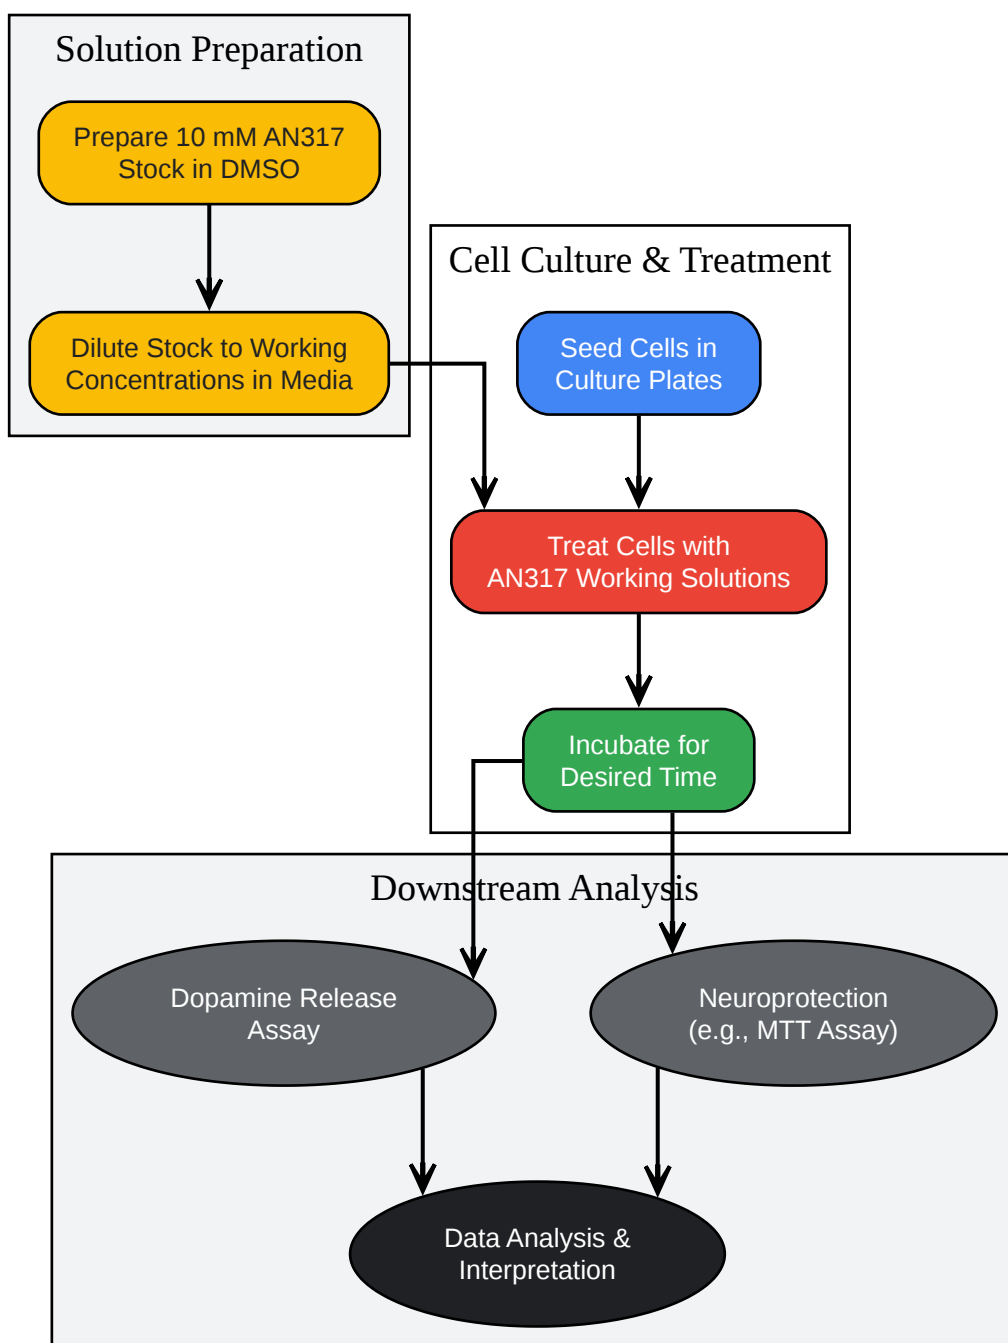 Solution Preparation
Prepare 10 mM AN317
Stock in DMSO
Dilute Stock to Working
Concentrations in Media
Cell Culture & Treatment
Seed Cells in
Culture Plates
Treat Cells with
AN317 Working Solutions
Incubate for
Desired Time
Downstream Analysis
Dopamine Release
Assay
Neuroprotection
(e.g., MTT Assay)
Data Analysis &
Interpretation